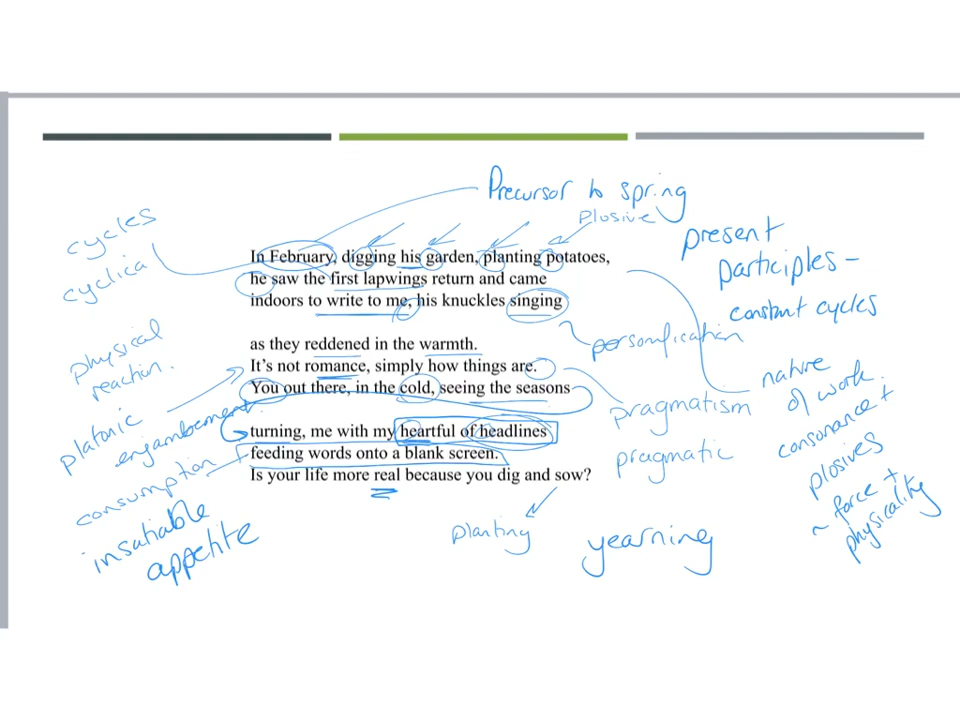 Precursor to spring
Plosive
cycles
cyclical
present
participles -
constant cycles
In February, digging his garden, planting potatoes,
he saw the first lapwings return and came
indoors to write to me, his knuckles singing
personification
physical
reaction.
as they reddened in the warmth.
It's not romance, simply how things are.
You out there, in the cold, seeing the seasons
nature
of work.
consonance +
plosives
~ force +
physicality
pragmatism
pragmatic
platonic
enjambement
turning, me with my heartful of headlines
feeding words onto a blank screen.
Is your life more real because you dig and sow?
consumption
insatiable
appetite
planting
yearning